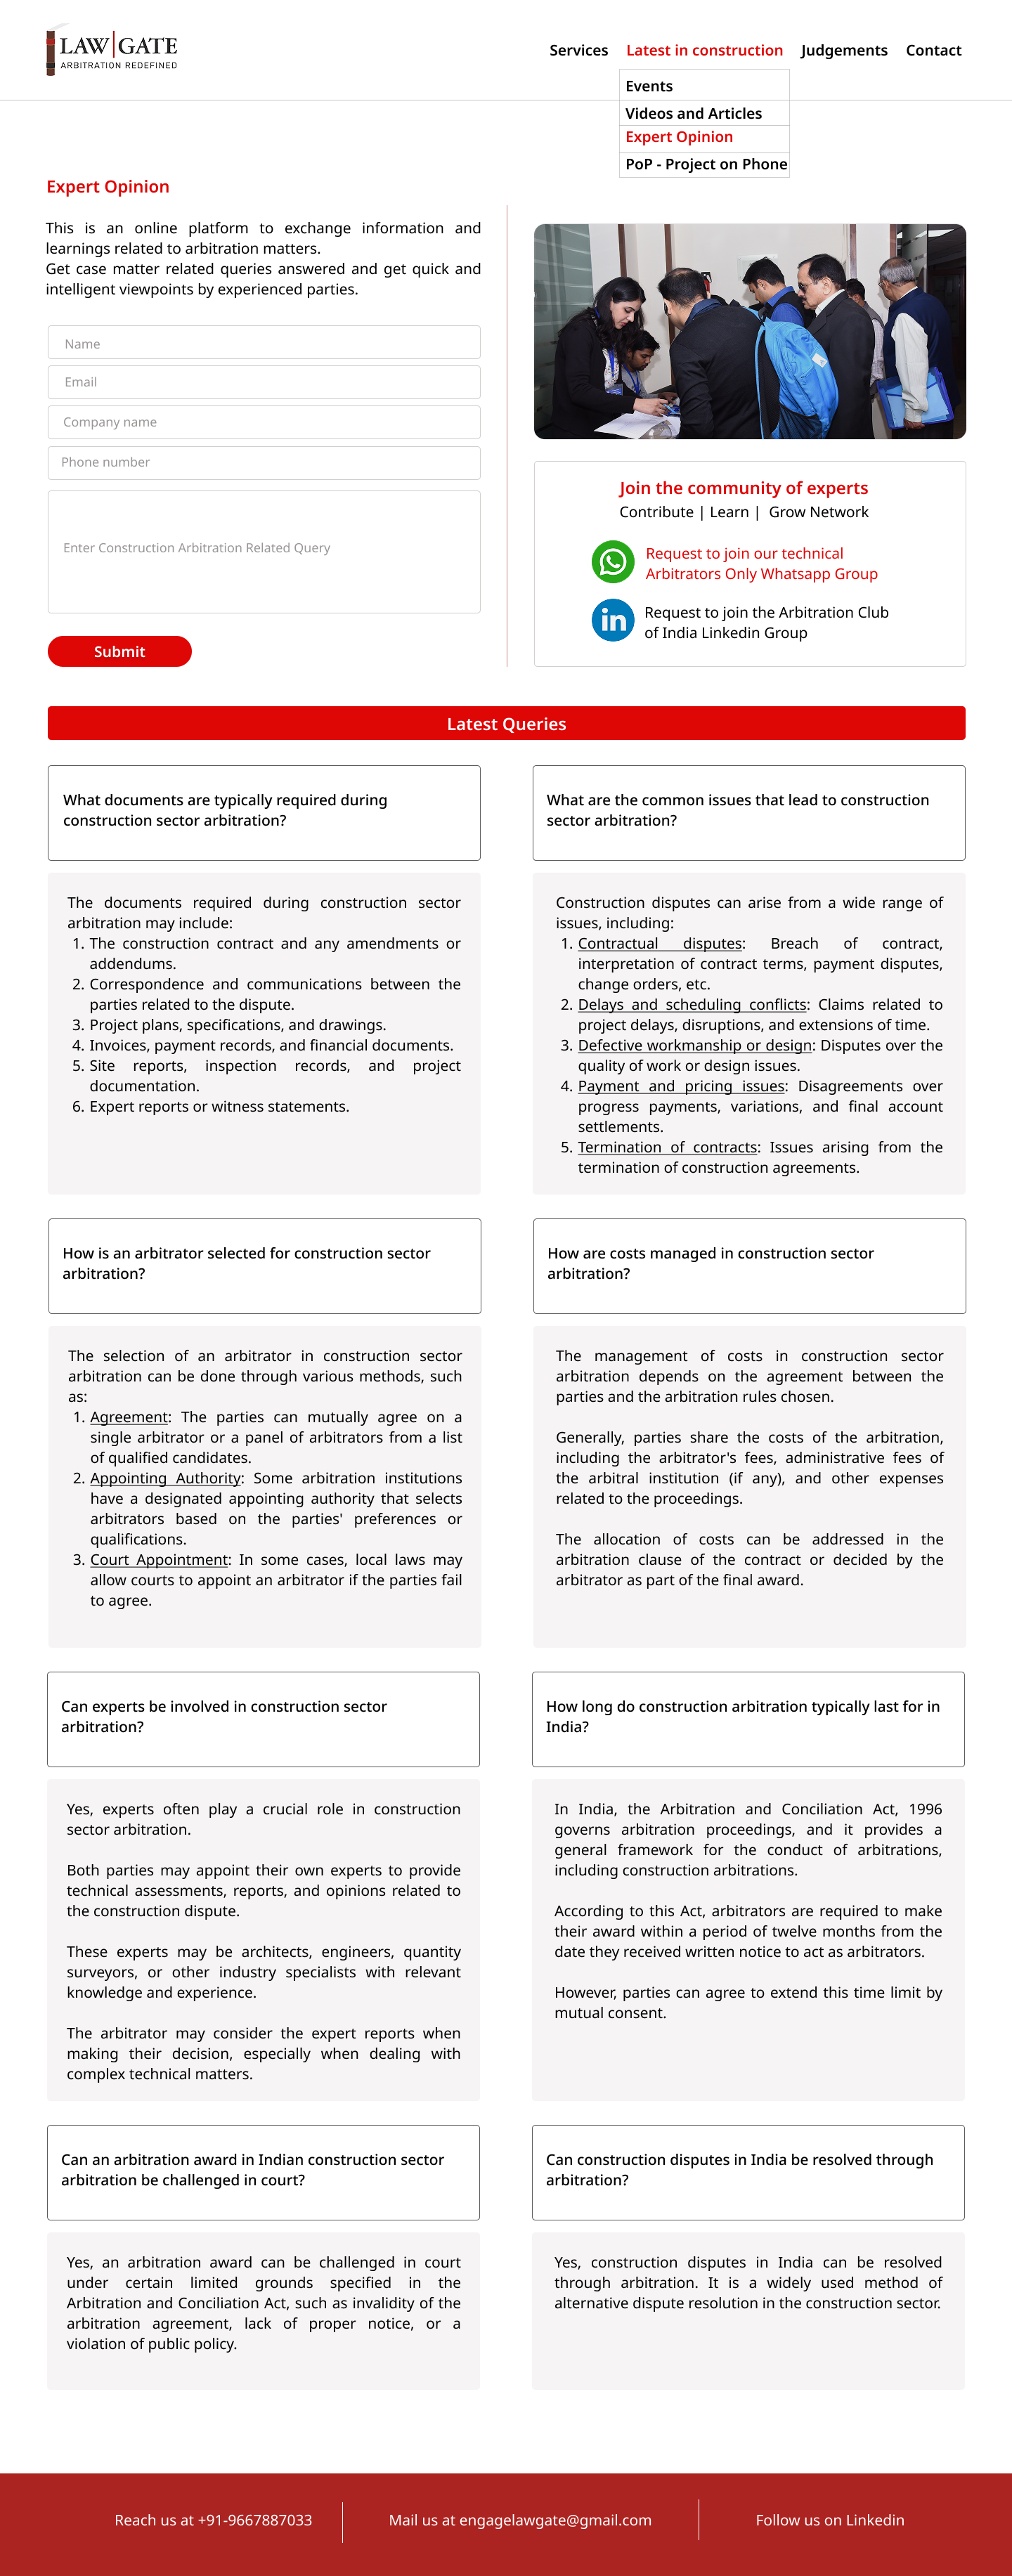 LAW GATE
ARBITRATION REDEFINED
Services Latest in construction Judgements Contact
Events
Videos and Articles
Expert Opinion
PoP - Project on Phone
Expert Opinion
This is an online platform to exchange information and
learnings related to arbitration matters.
Get case matter related queries answered and get quick and
intelligent viewpoints by experienced parties.
Name
Email
Company name
Phone number
Enter Construction Arbitration Related Query
Submit
Join the community of experts
Contribute | Learn | Grow Network
Request to join our technical
Arbitrators Only Whatsapp Group
in
Request to join the Arbitration Club
of India Linkedin Group
Latest Queries
What documents are typically required during
construction sector arbitration?
The documents required during construction sector
arbitration may include:
1. The construction contract and any amendments or
addendums.
2. Correspondence and communications between the
parties related to the dispute.
3. Project plans, specifications, and drawings.
4. Invoices, payment records, and financial documents.
5. Site reports, inspection records, and project
documentation.
6. Expert reports or witness statements.
What are the common issues that lead to construction
sector arbitration?
Construction disputes can arise from a wide range of
issues, including:
1. Contractual disputes: Breach of contract,
interpretation of contract terms, payment disputes,
change orders, etc.
2. Delays and scheduling conflicts: Claims related to
project delays, disruptions, and extensions of time.
3. Defective workmanship or design: Disputes over the
quality of work or design issues.
4. Payment and pricing issues: Disagreements over
progress payments, variations, and final account
settlements.
5. Termination of contracts: Issues arising from the
termination of construction agreements.
How is an arbitrator selected for construction sector
arbitration?
The selection of an arbitrator in construction sector
arbitration can be done through various methods, such
as:
1. Agreement: The parties can mutually agree on a
single arbitrator or a panel of arbitrators from a list
of qualified candidates.
2. Appointing Authority: Some arbitration institutions
have a designated appointing authority that selects
arbitrators based on the parties' preferences or
qualifications.
3. Court Appointment: In some cases, local laws may
allow courts to appoint an arbitrator if the parties fail
to agree.
How are costs managed in construction sector
arbitration?
The management of costs in construction sector
arbitration depends on the agreement between the
parties and the arbitration rules chosen.
Generally, parties share the costs of the arbitration,
including the arbitrator's fees, administrative fees of
the arbitral institution (if any), and other expenses
related to the proceedings.
The allocation of costs can be addressed in the
arbitration clause of the contract or decided by the
arbitrator as part of the final award.
Can experts be involved in construction sector
arbitration?
Yes, experts often play a crucial role in construction
sector arbitration.
Both parties may appoint their own experts to provide
technical assessments, reports, and opinions related to
the construction dispute.
These experts may be architects, engineers, quantity
surveyors, or other industry specialists with relevant
knowledge and experience.
The arbitrator may consider the expert reports when
making their decision, especially when dealing with
complex technical matters.
How long do construction arbitration typically last for in
India?
In India, the Arbitration and Conciliation Act, 1996
governs arbitration proceedings, and it provides a
general framework for the conduct of arbitrations,
including construction arbitrations.
According to this Act, arbitrators are required to make
their award within a period of twelve months from the
date they received written notice to act as arbitrators.
However, parties can agree to extend this time limit by
mutual consent.
Can an arbitration award in Indian construction sector
arbitration be challenged in court?
Yes, an arbitration award can be challenged in court
under certain limited grounds specified in the
Arbitration and Conciliation Act, such as invalidity of the
arbitration agreement, lack of proper notice, or a
violation of public policy.
Can construction disputes in India be resolved through
arbitration?
Yes, construction disputes in India can be resolved
through arbitration. It is a widely used method of
alternative dispute resolution in the construction sector.
Reach us at +91-9667887033
Mail us at engagelawgate@gmail.com
Follow us on Linkedin